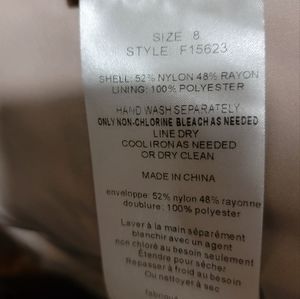 SIZE 8
STYLE: F15623
SHELL: 52% NYLON 48% RAYON
LINING: 100% POLYESTER
HAND WASH SEPARATELY
ONLY NON-CHLORINE BLEACH AS NEEDED
LINE DRY
COOL IRON AS NEEDED
OR DRY CLEAN
MADE IN CHINA
enveloppe: 52% nylon 48% rayonne
doublure: 100% polyester
Laver à la main séparément
blanchir avec un agent
non chloré au besoin seulement
Étendre pour sécher
Repasser à froid au besoin
Ou nettoyer à sec